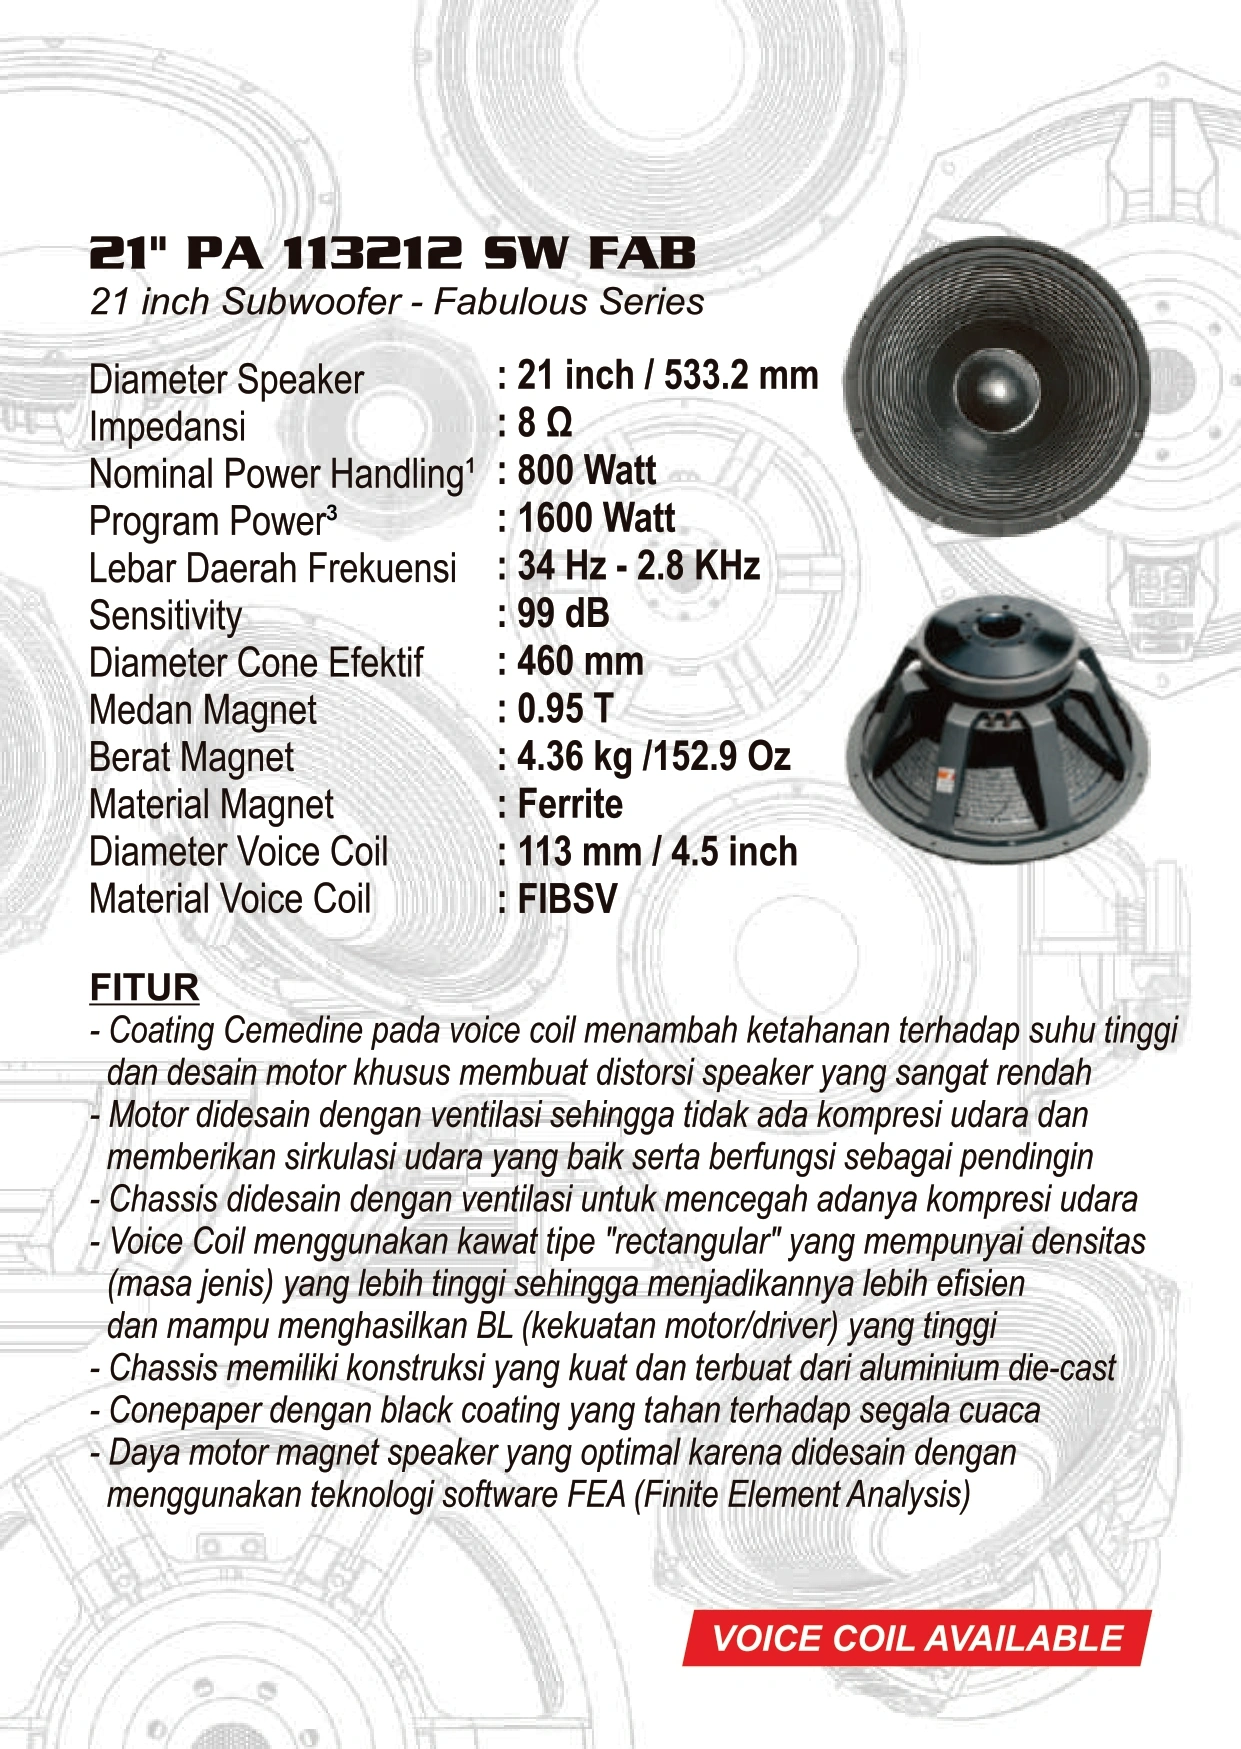 21" PA 113212 SW FAB
21 inch Subwoofer - Fabulous Series
Diameter Speaker : 21 inch / 533.2 mm
Impedansi : 8 Ω
Nominal Power Handling¹ : 800 Watt
Program Power³ : 1600 Watt
Lebar Daerah Frekuensi : 34 Hz - 2.8 KHz
Sensitivity : 99 dB
Diameter Cone Efektif : 460 mm
Medan Magnet : 0.95 T
Berat Magnet : 4.36 kg /152.9 Oz
Material Magnet : Ferrite
Diameter Voice Coil : 113 mm / 4.5 inch
Material Voice Coil : FIBSV
FITUR
- Coating Cemedine pada voice coil menambah ketahanan terhadap suhu tinggi
dan desain motor khusus membuat distorsi speaker yang sangat rendah
- Motor didesain dengan ventilasi sehingga tidak ada kompresi udara dan
memberikan sirkulasi udara yang baik serta berfungsi sebagai pendingin
- Chassis didesain dengan ventilasi untuk mencegah adanya kompresi udara
- Voice Coil menggunakan kawat tipe "rectangular" yang mempunyai densitas
(masa jenis) yang lebih tinggi sehingga menjadikannya lebih efisien
dan mampu menghasilkan BL (kekuatan motor/driver) yang tinggi
- Chassis memiliki konstruksi yang kuat dan terbuat dari aluminium die-cast
- Conepaper dengan black coating yang tahan terhadap segala cuaca
- Daya motor magnet speaker yang optimal karena didesain dengan
menggunakan teknologi software FEA (Finite Element Analysis)
VOICE COIL AVAILABLE